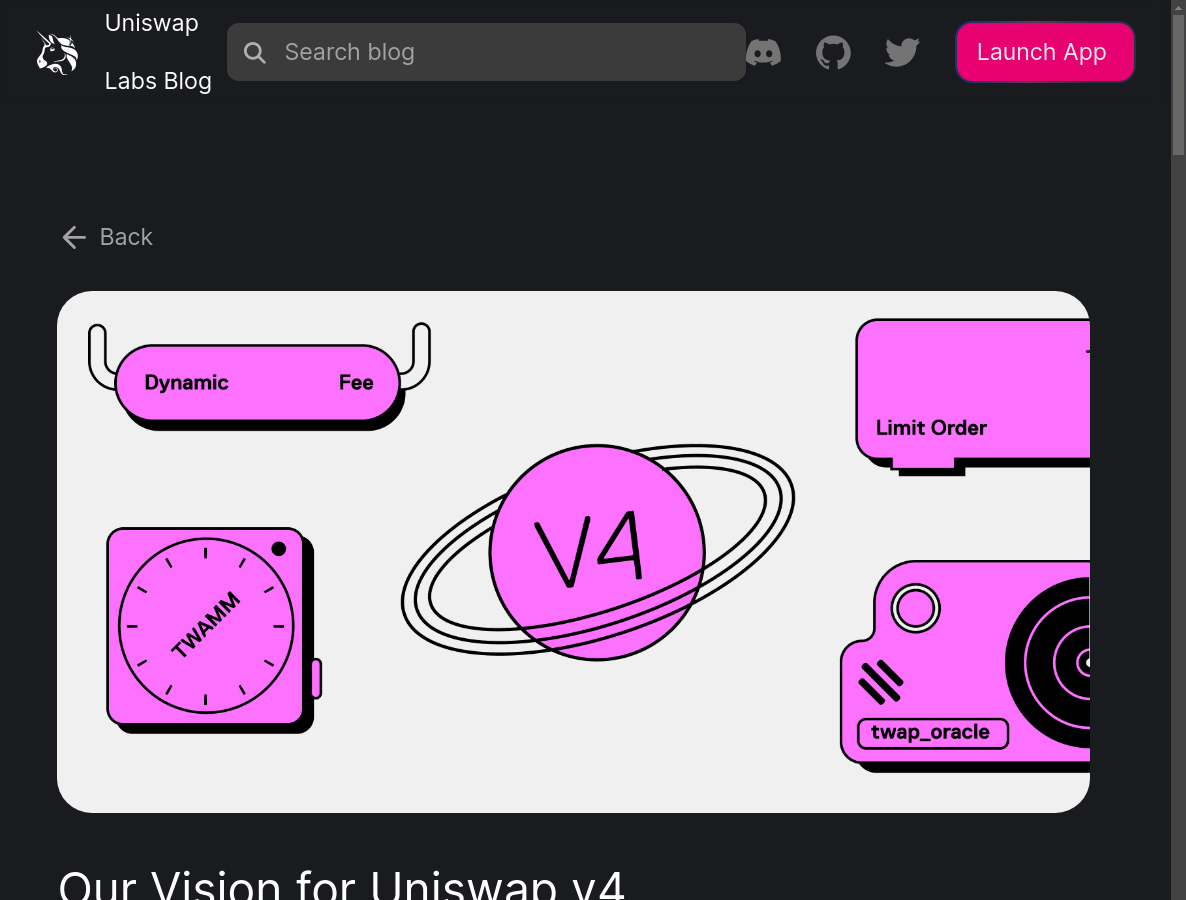 Uniswap
Labs Blog
Search blog
Launch App
Back
Dynamic Fee
Limit Order
V4
TWAMM
twap_oracle
Our Vision for Uniswap v4